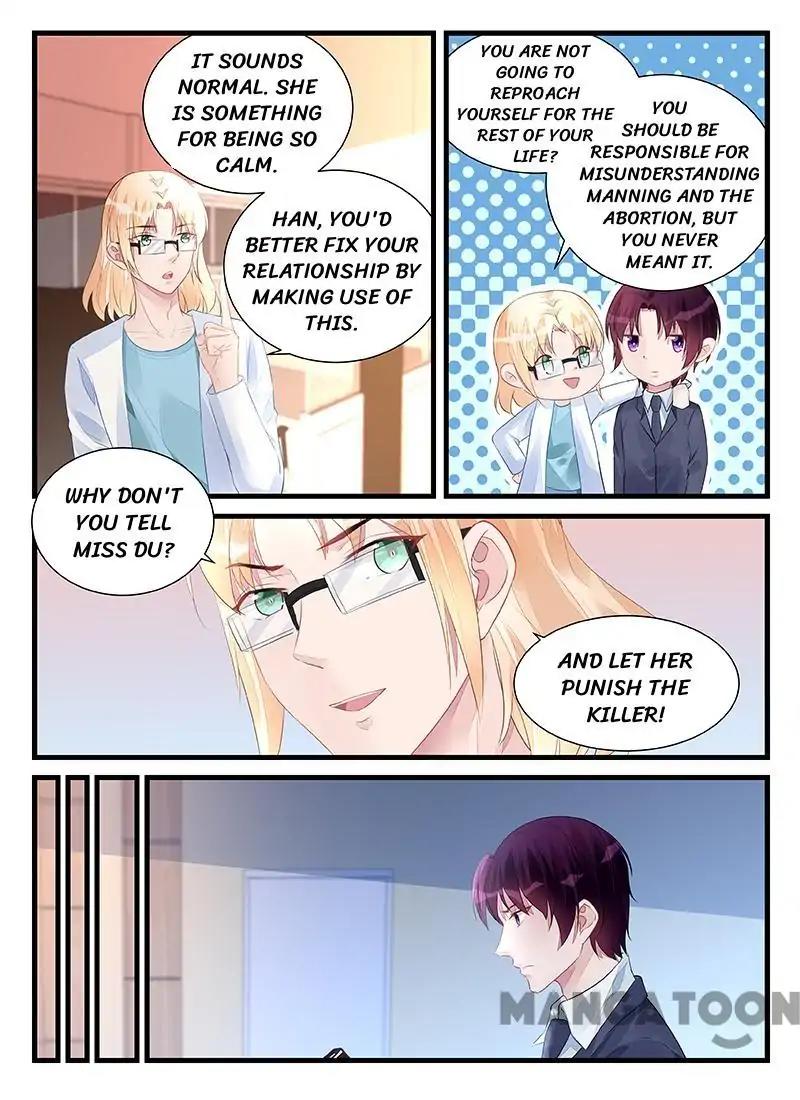 IT SOUNDS
NORMAL. SHE
IS SOMETHING
FOR BEING SO
CALM.
HAN, YOU'D
BETTER FIX YOUR
RELATIONSHIP BY
MAKING USE OF
THIS.
YOU ARE NOT
GOING TO
REPROACH
YOURSELF FOR THE
REST OF YOUR
LIFE?
YOU
SHOULD BE
RESPONSIBLE FOR
MISUNDERSTANDING
MANNING AND THE
ABORTION, BUT
YOU NEVER
MEANT IT.
WHY DON'T
YOU TELL
MISS DU?
AND LET HER
PUNISH THE
KILLER!
MANGATOON